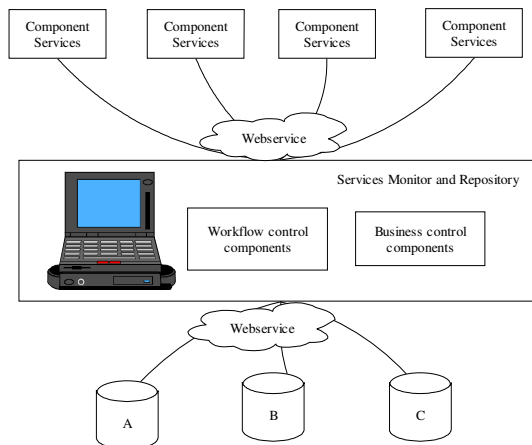 Component
Services
Component
Services
Component
Services
Component
Services
Webservice
Services Monitor and Repository
Workflow control
components
Business control
components
Webservice
A
B
C